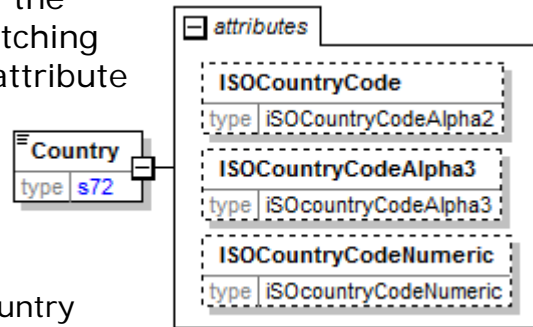 the
tching
attribute
attributes
ISOCountryCode
type iSOCountryCodeAlpha2
Country
type s72
ISOCountryCodeAlpha3
type iSOcountryCodeAlpha3
ISOCountryCodeNumeric
type iSOcountryCodeNumeric
untry